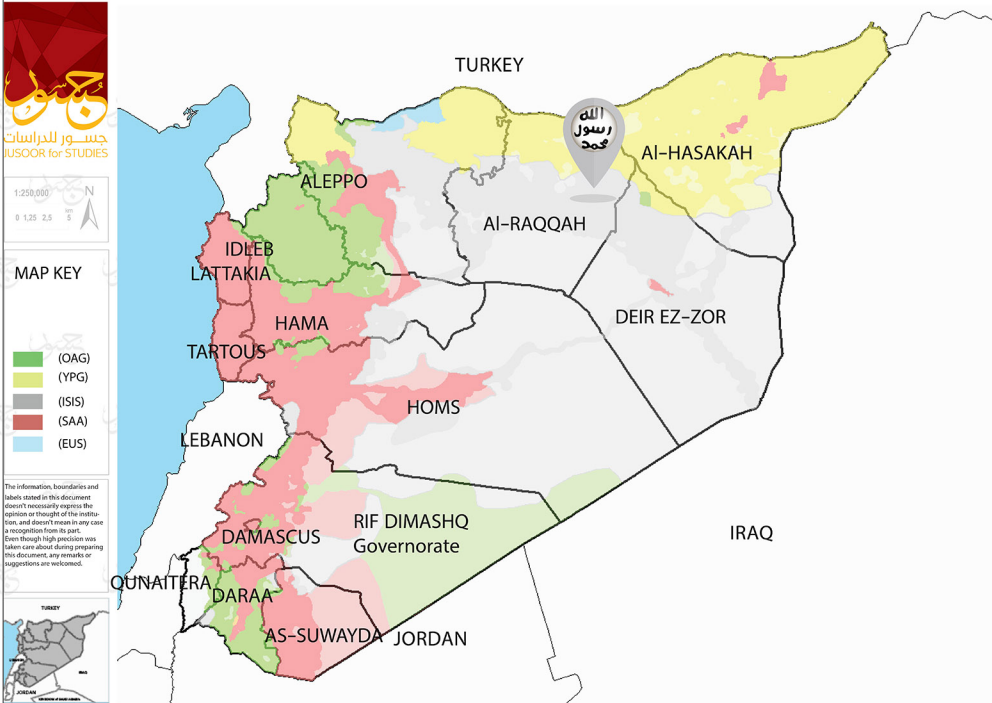 جسور
جســور للدراسات
JUSOOR for STUDIES
1:250,000
N
km
0 1,25 2,5 5
MAP KEY
(OAG)
(YPG)
(ISIS)
(SAA)
(EUS)
The information, boundaries and
labels stated in this document
doesn't necessarily express the
opinion or thought of the institu-
tion, and doesn't mean in any case
a recognition from its part.
Even though high precision was
taken care about during preparing
this document, any remarks or
suggestions are welcomed.
TURKEY
JORDAN
IRAQ
TURKEY
الله
رسول
محمد
Al-HASAKAH
ALEPPO
Al-RAQQAH
IDLEB
LATTAKIA
DEIR EZ-ZOR
HAMA
TARTOUS
HOMS
LEBANON
RIF DIMASHQ
Governorate
DAMASCUS
IRAQ
QUNAITERA
DARAA
AS-SUWAYDA
JORDAN